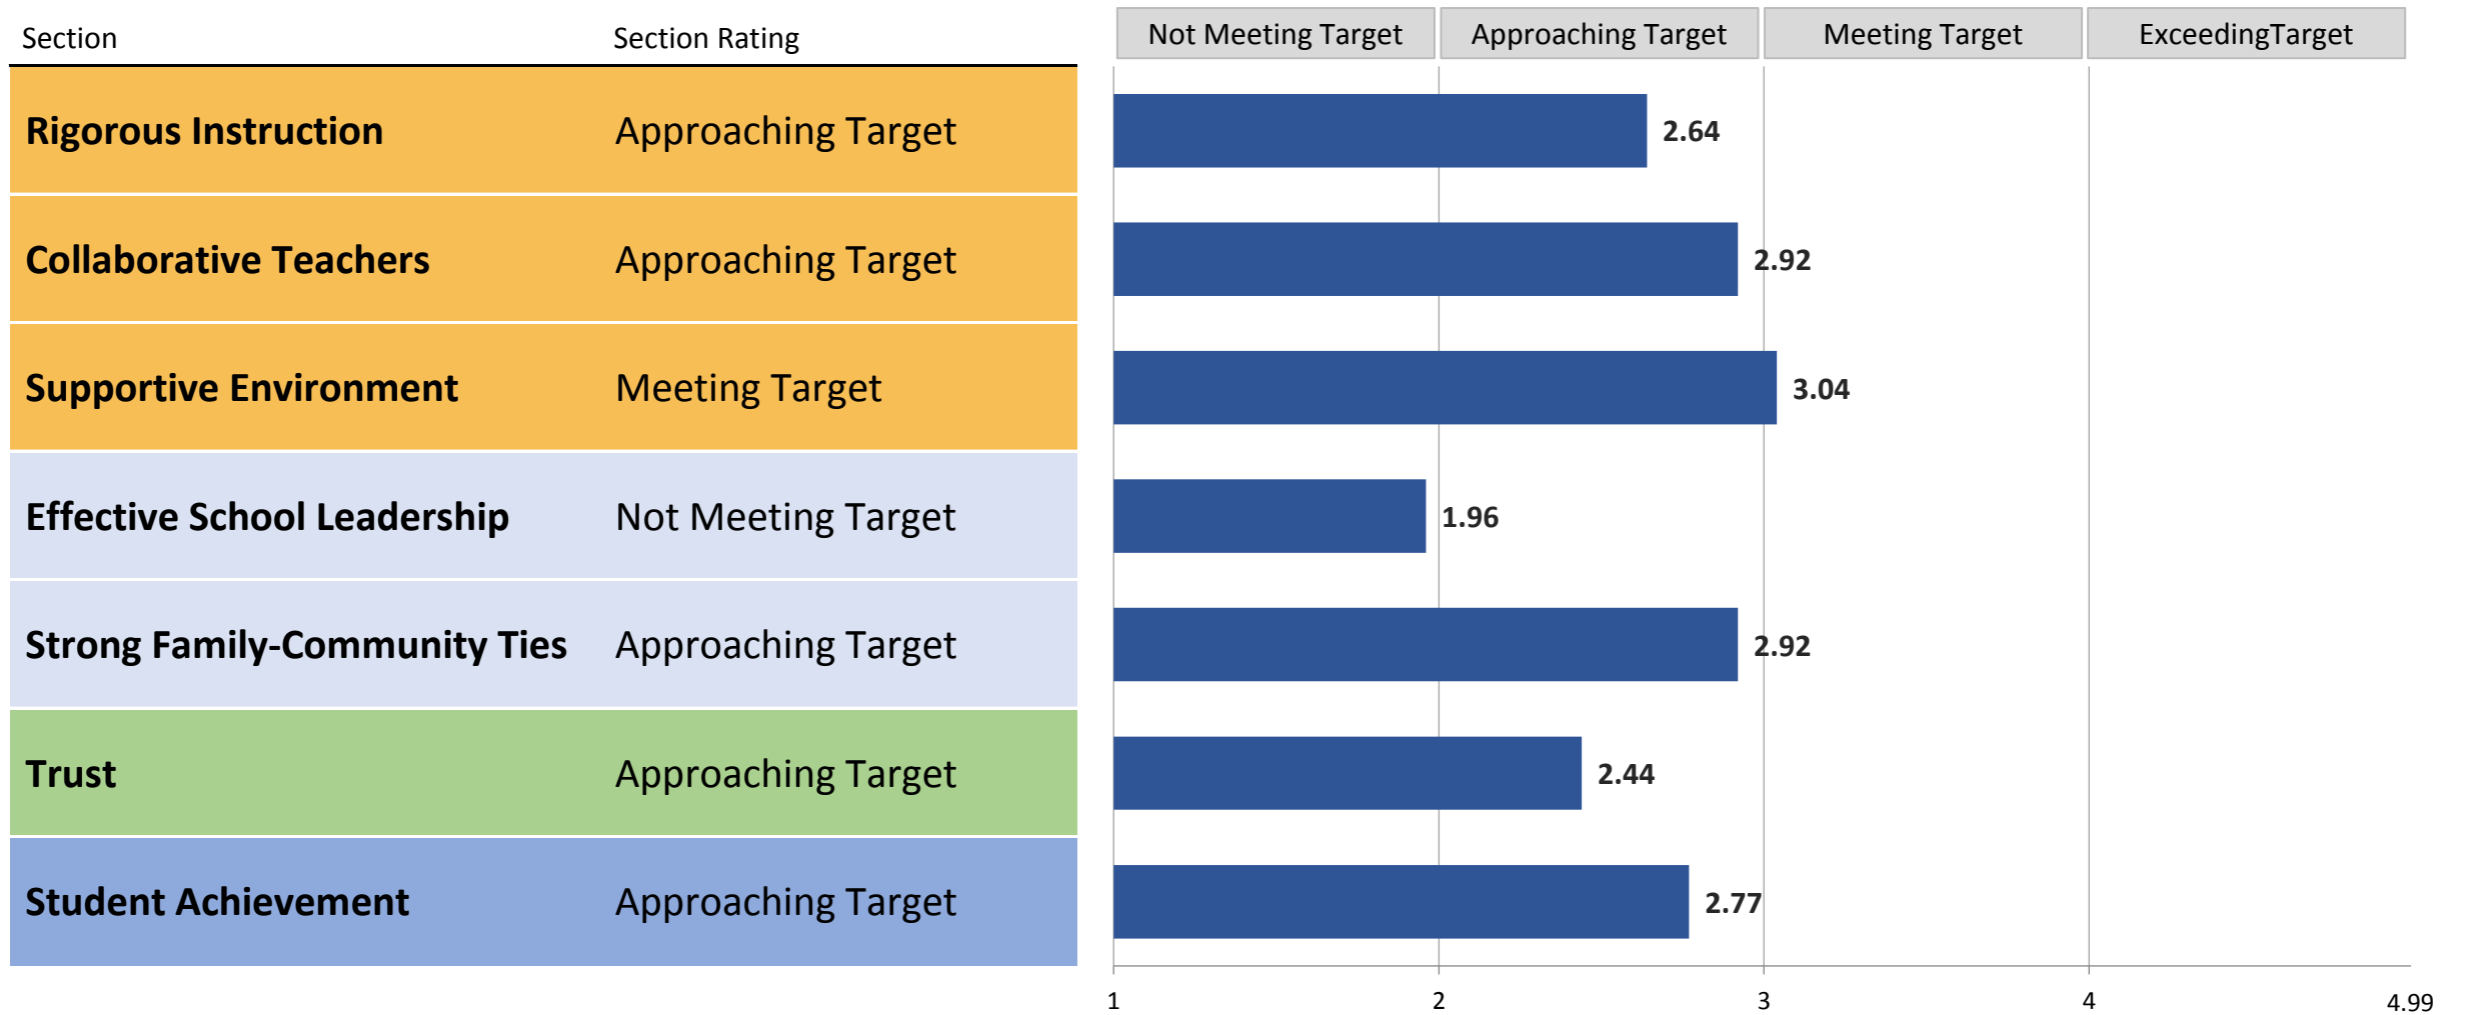 Section Section Rating Not Meeting Target Approaching Target Meeting Target ExceedingTarget
Rigorous Instruction Approaching Target 2.64
Collaborative Teachers Approaching Target 2.92
Supportive Environment Meeting Target 3.04
Effective School Leadership Not Meeting Target 1.96
Strong Family-Community Ties Approaching Target 2.92
Trust Approaching Target 2.44
Student Achievement Approaching Target 2.77
1 2 3 4 4.99